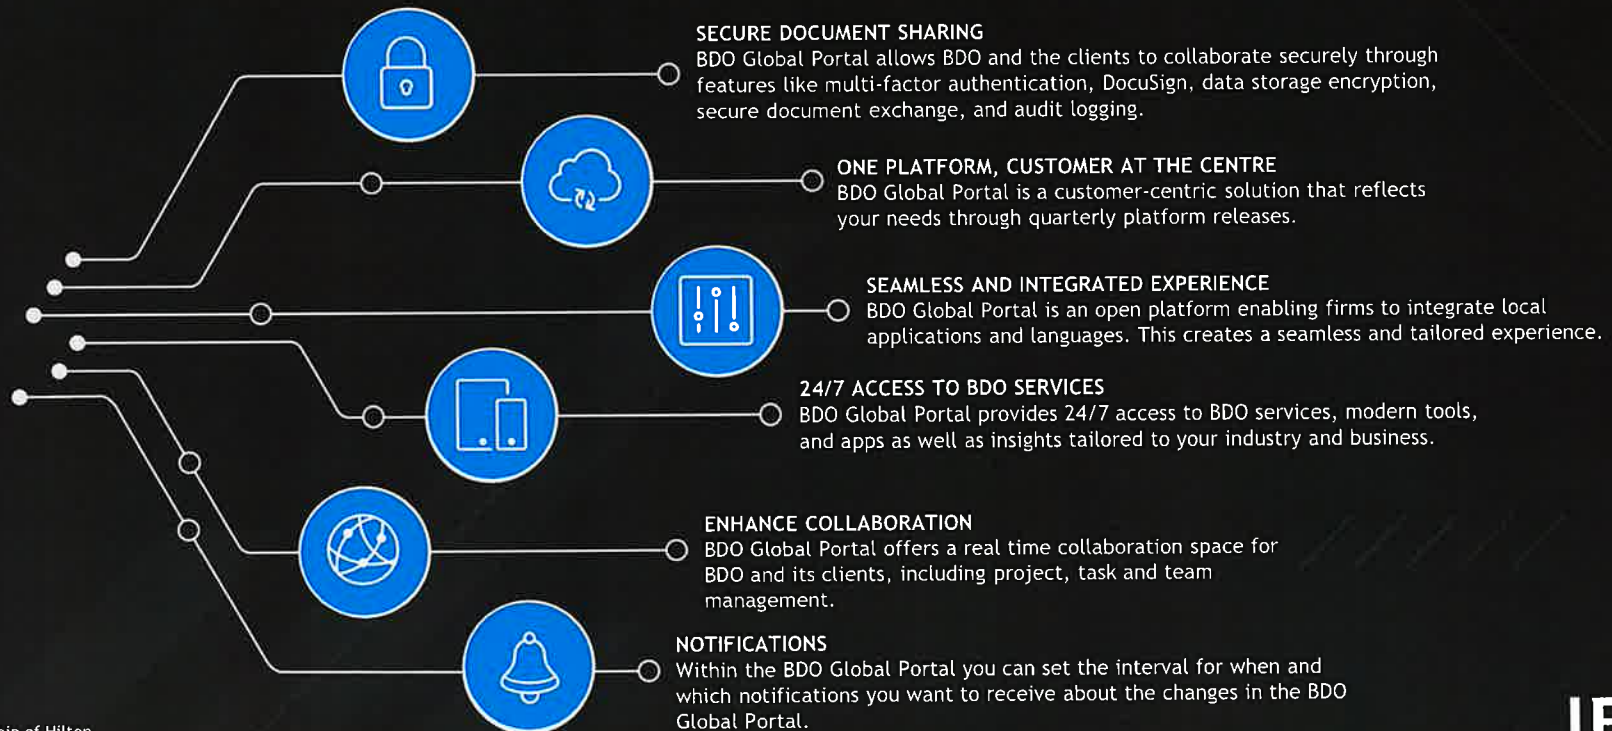 SECURE DOCUMENT SHARING
BDO Global Portal allows BDO and the clients to collaborate securely through
features like multi-factor authentication, DocuSign, data storage encryption,
secure document exchange, and audit logging.
ONE PLATFORM, CUSTOMER AT THE CENTRE
BDO Global Portal is a customer-centric solution that reflects
your needs through quarterly platform releases.
SEAMLESS AND INTEGRATED EXPERIENCE
BDO Global Portal is an open platform enabling firms to integrate local
applications and languages. This creates a seamless and tailored experience.
24/7 ACCESS TO BDO SERVICES
BDO Global Portal provides 24/7 access to BDO services, modern tools,
and apps as well as insights tailored to your industry and business.
ENHANCE COLLABORATION
BDO Global Portal offers a real time collaboration space for
BDO and its clients, including project, task and team
management.
NOTIFICATIONS
Within the BDO Global Portal you can set the interval for when and
which notifications you want to receive about the changes in the BDO
Global Portal.
of Hilton